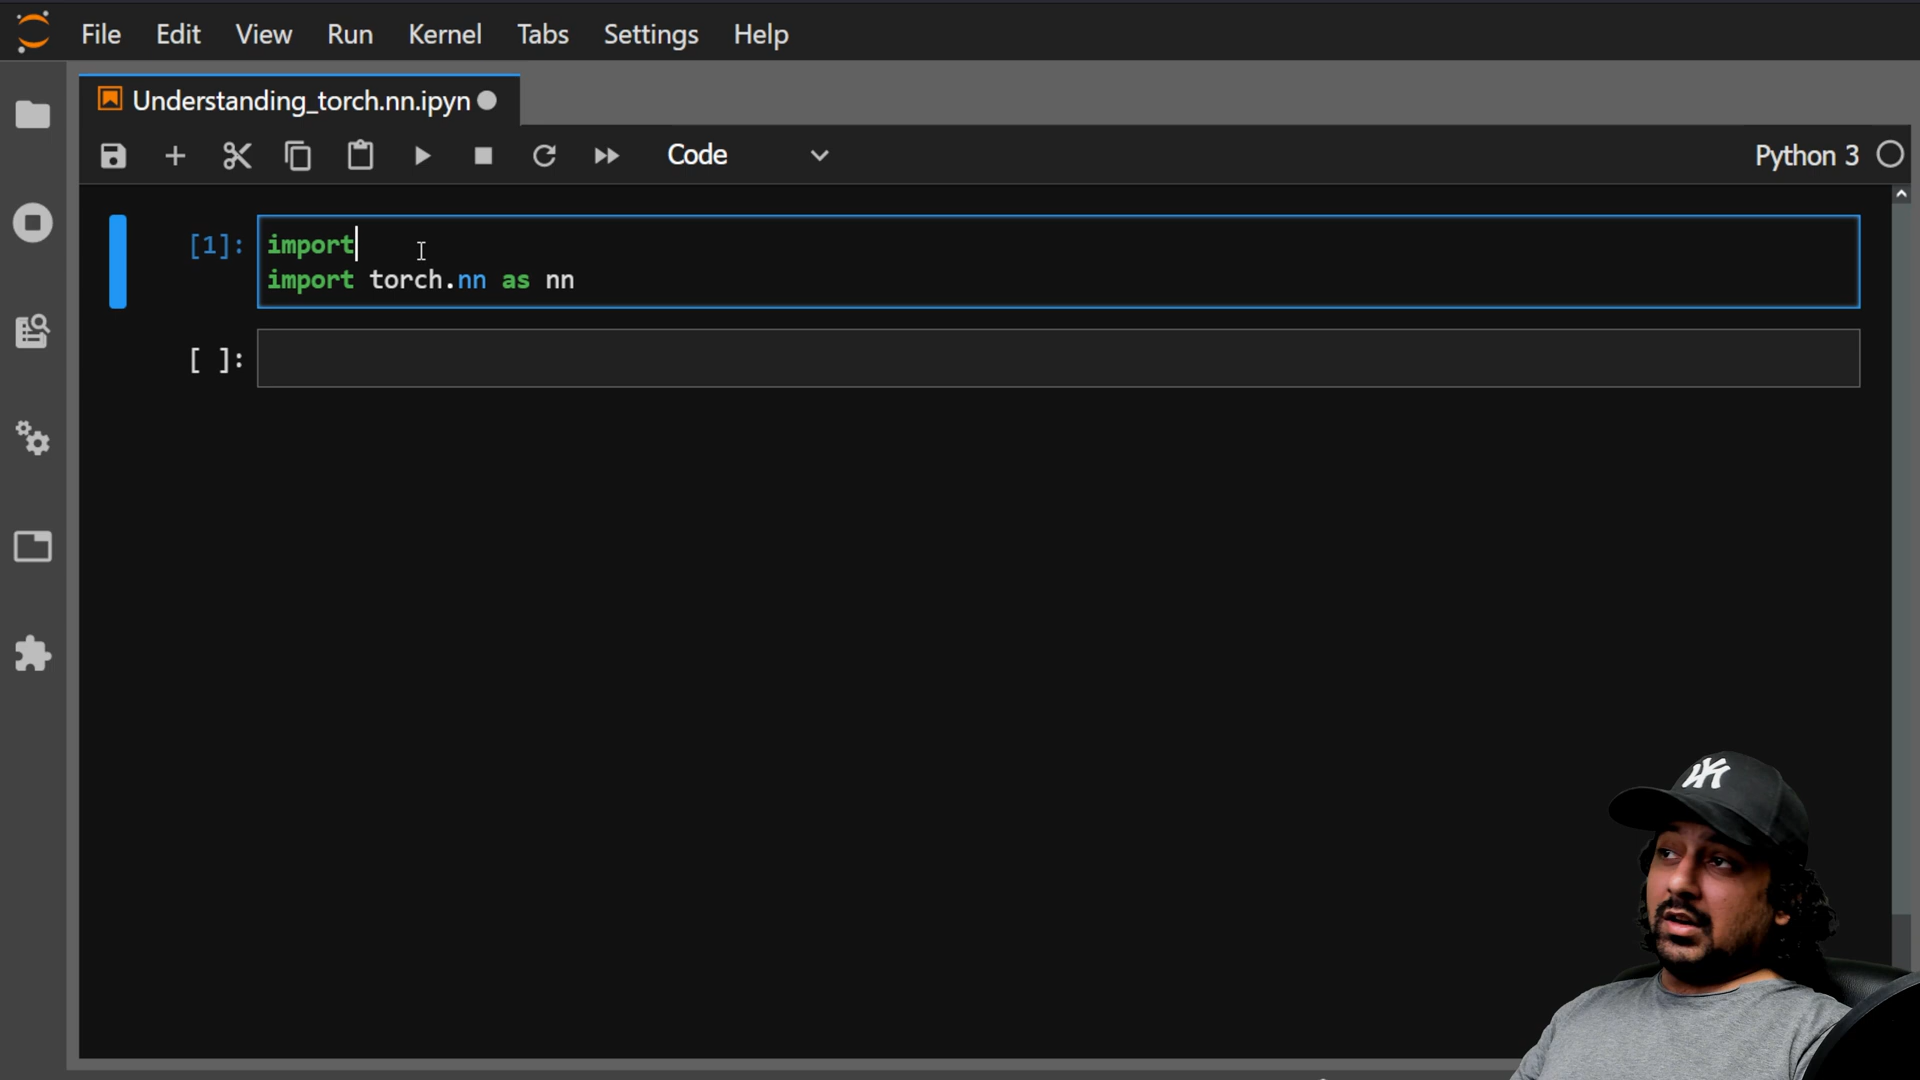 File Edit View Run Kernel Tabs Settings Help
Understanding_torch.nn.ipyn
Code
Python 3
[1]: import
import torch.nn as nn
[ ]:
NY